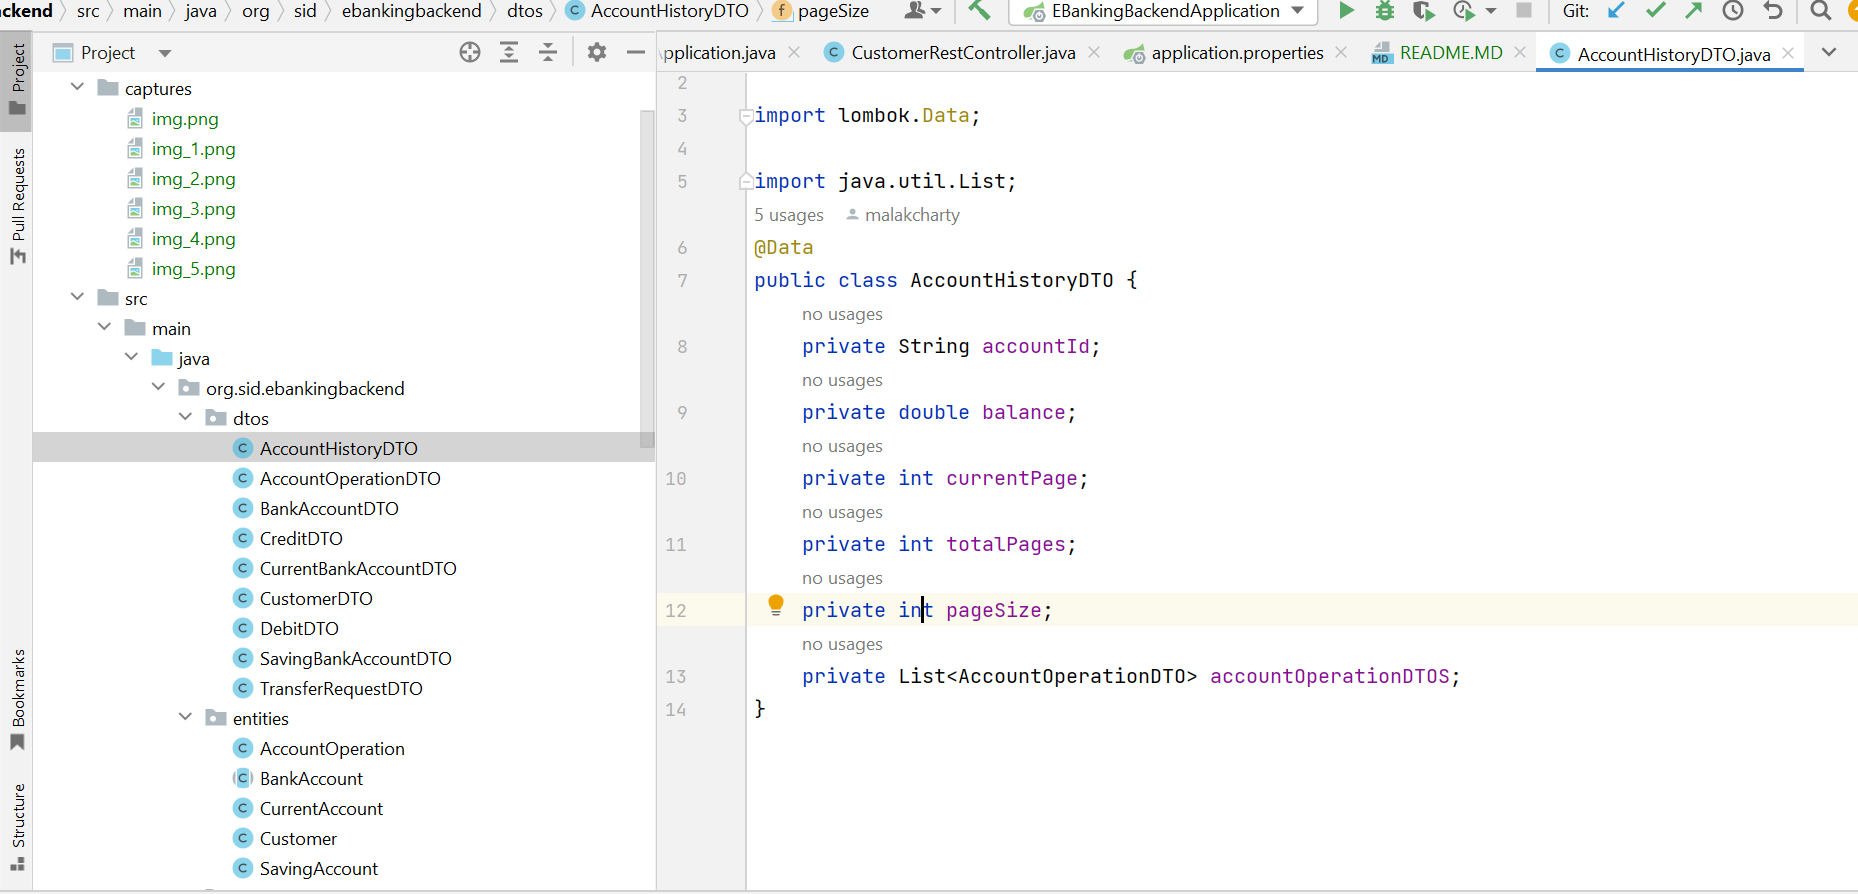 ckend src main java org sid ebankingbackend dtos AccountHistoryDTO pageSize EBankingBackendApplication Git:
Project
pplication.java CustomerRestController.java application.properties README.MD AccountHistoryDTO.java
Project
Pull Requests
Bookmarks
Structure
captures
img.png
img_1.png
img_2.png
img_3.png
img_4.png
img_5.png
src
main
java
org.sid.ebankingbackend
dtos
AccountHistoryDTO
AccountOperationDTO
BankAccountDTO
CreditDTO
CurrentBankAccountDTO
CustomerDTO
DebitDTO
SavingBankAccountDTO
TransferRequestDTO
entities
AccountOperation
BankAccount
CurrentAccount
Customer
SavingAccount
2
3 import lombok.Data;
4
5 import java.util.List;
5 usages malakcharty
6 @Data
7 public class AccountHistoryDTO {
no usages
8 private String accountId;
no usages
9 private double balance;
no usages
10 private int currentPage;
no usages
11 private int totalPages;
no usages
12 private int pageSize;
no usages
13 private List<AccountOperationDTO> accountOperationDTOS;
14 }